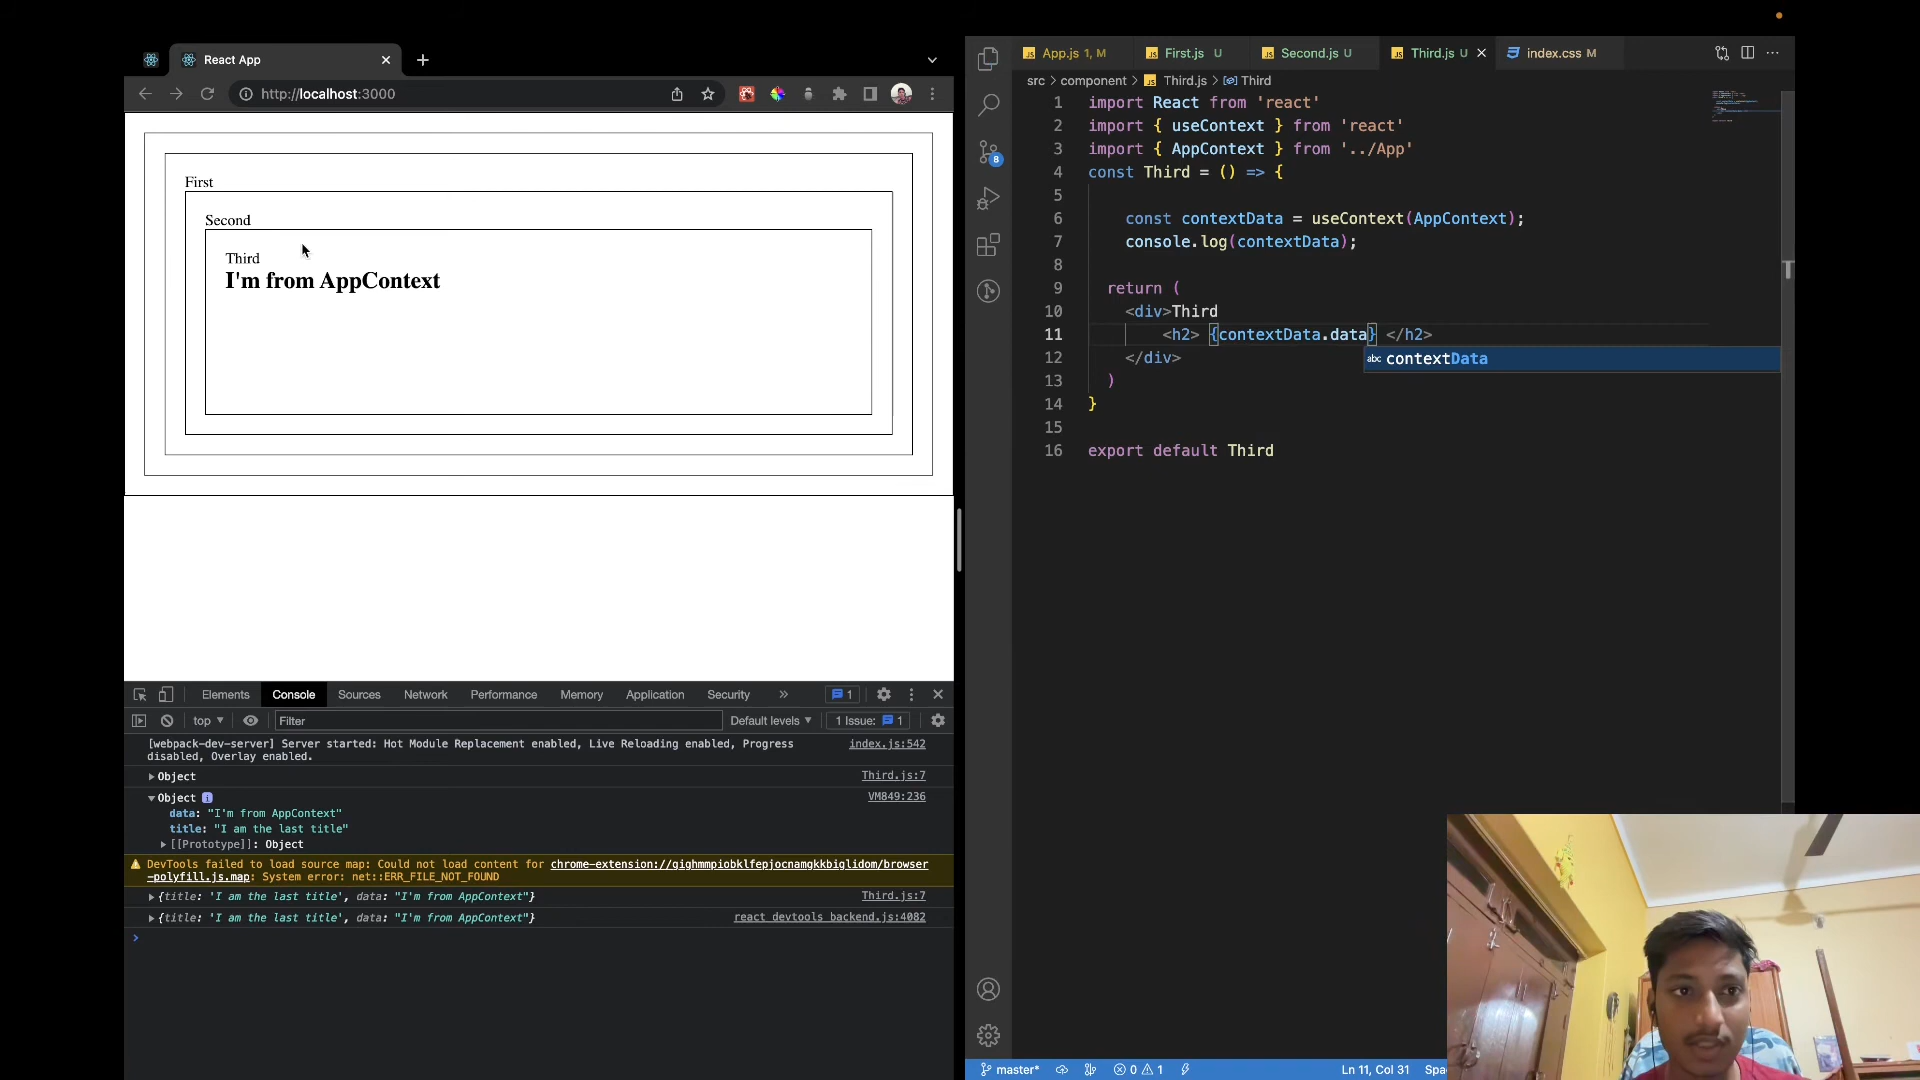 React App
http://localhost:3000
First
Second
Third
I'm from AppContext
Elements Console Sources Network Performance Memory Application Security » 1
top ▼ Filter Default levels ▼ 1 Issue: 1
[webpack-dev-server] Server started: Hot Module Replacement enabled, Live Reloading enabled, Progress index.js:542
disabled, Overlay enabled.
Object Third.js:7
Object i VM849:236
data: "I'm from AppContext"
title: "I am the last title"
[[Prototype]]: Object
DevTools failed to load source map: Could not load content for chrome-extension://gighmmpiobklfepjocnamgkkbiglidom/browser
-polyfill.js.map: System error: net::ERR_FILE_NOT_FOUND
{title: 'I am the last title', data: "I'm from AppContext"} Third.js:7
{title: 'I am the last title', data: "I'm from AppContext"} react_devtools_backend.js:4082
JS App.js 1, M JS First.js U JS Second.js U JS Third.js U index.css M
src > component > JS Third.js > Third
1 import React from 'react'
2 import { useContext } from 'react'
3 import { AppContext } from '../App'
4 const Third = () => {
5
6 const contextData = useContext(AppContext);
7 console.log(contextData);
8
9 return (
10 <div>Third
11 <h2> {contextData.data} </h2>
abc contextData
12 </div>
13 )
14 }
15
16 export default Third
8
master* 0 1 Ln 11, Col 31 Spac